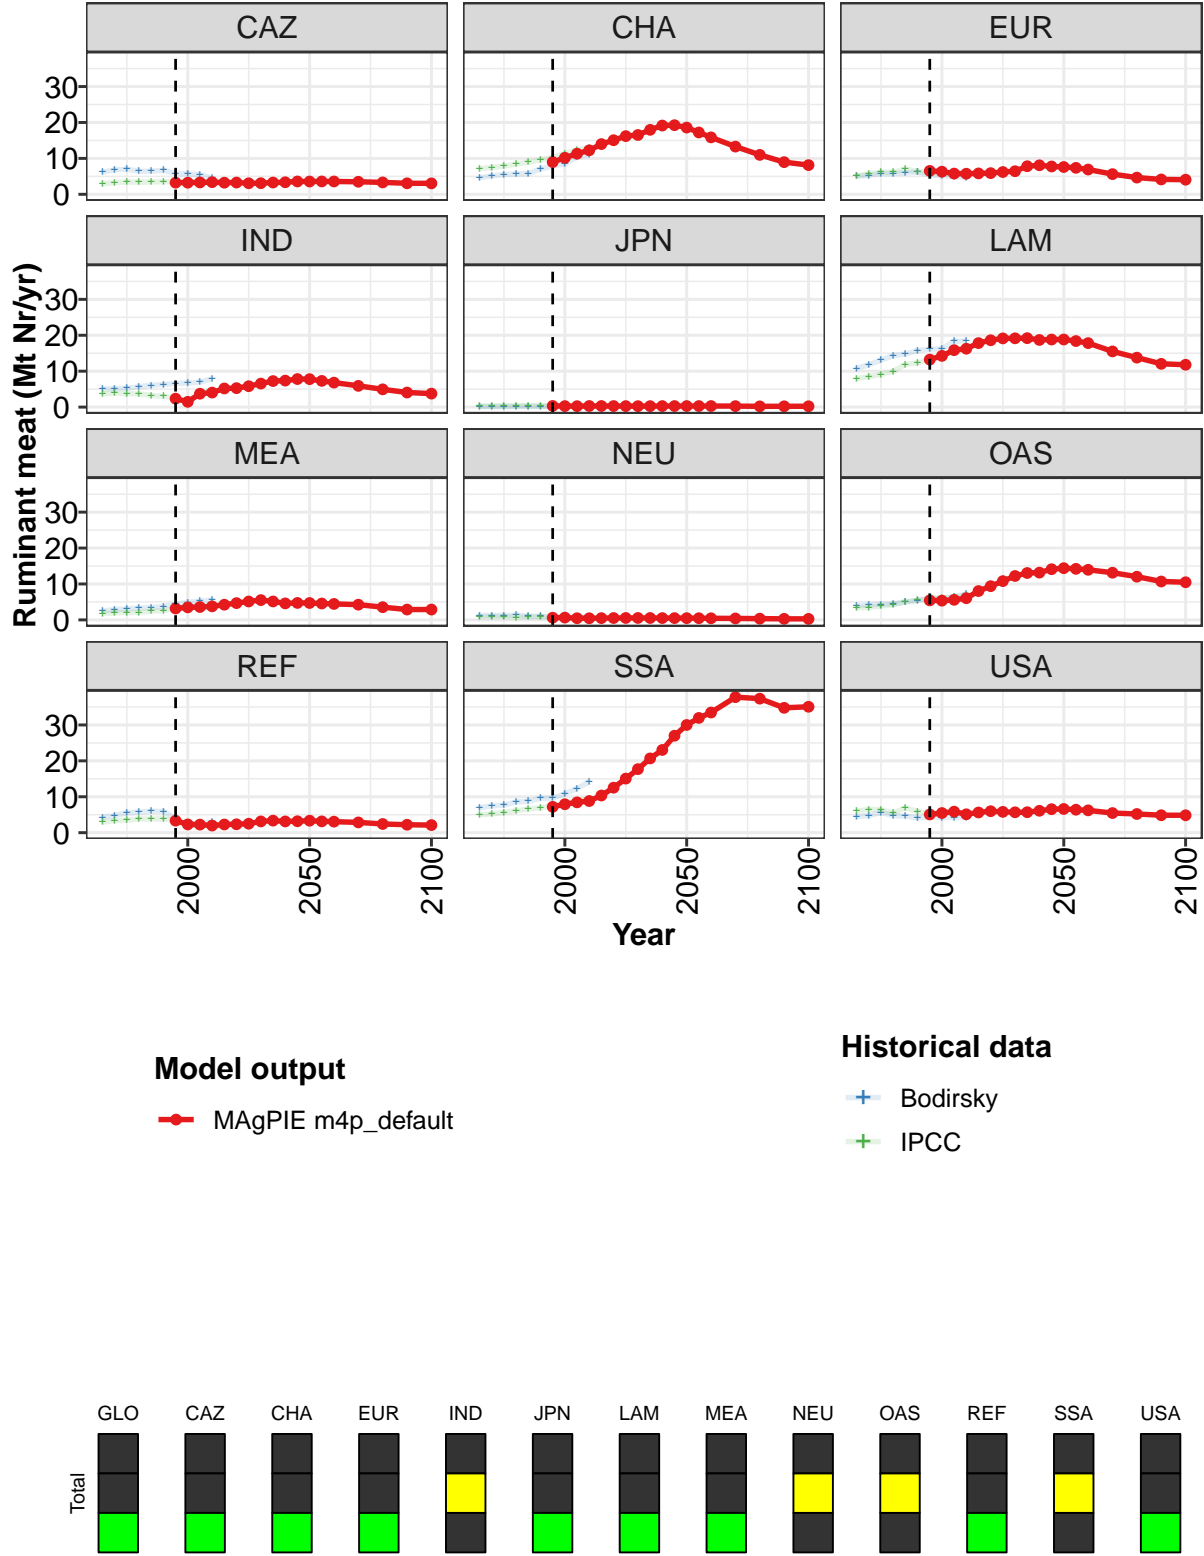 CAZ CHA EUR
30
20
10
0
IND JPN LAM
30
20
10
0
MEA NEU OAS
30
20
10
0
REF SSA USA
30
20
10
0
Ruminant meat (Mt Nr/yr)
2000 2050 2100 2000 2050 2100 2000 2050 2100
Year
Model output
MAgPIE m4p_default
Historical data
Bodirsky
IPCC
GLO CAZ CHA EUR IND JPN LAM MEA NEU OAS REF SSA USA
Total